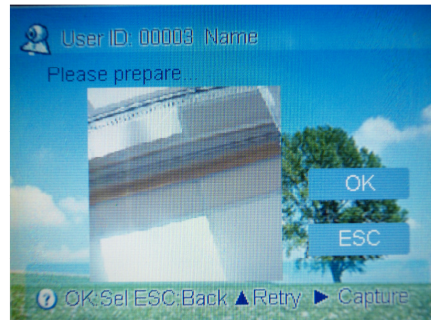 User ID: 00003 Name
Please prepare...
OK
ESC
OK:Sel ESC:Back ▲Retry ► Capture